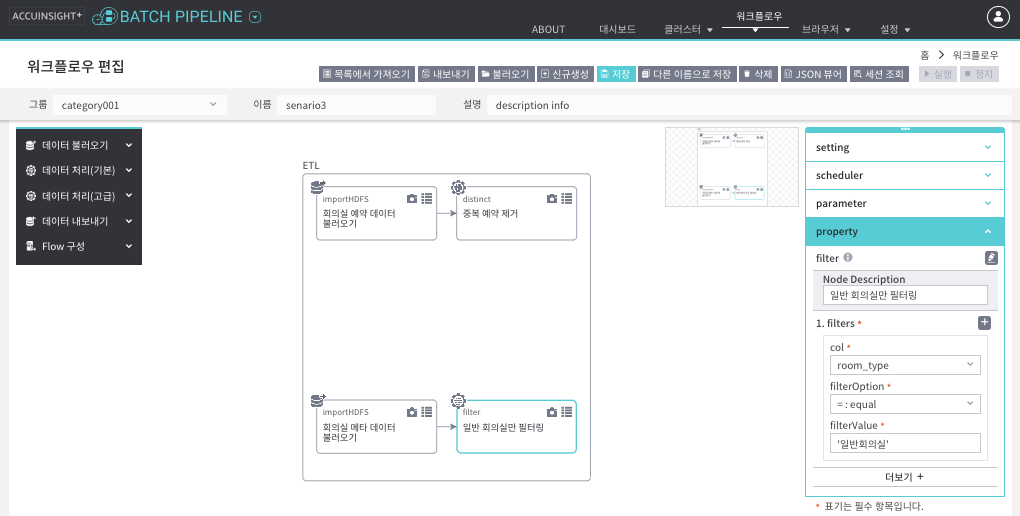 ACCUINSIGHT+
BATCH PIPELINE
ABOUT 대시보드 클러스터 워크플로우 브라우저 설정
홈 > 워크플로우
워크플로우 편집
목록에서 가져오기 내보내기 불러오기 신규생성 저장 다른 이름으로 저장 삭제 JSON 뷰어 세션 조회 실행 정지
그룹 category001 이름 senario3 설명 description info
데이터 불러오기
데이터 처리(기본)
데이터 처리(고급)
데이터 내보내기
Flow 구성
ETL
importHDFS
회의실 예약 데이터
불러오기
distinct
중복 예약 제거
importHDFS
회의실 메타 데이터
불러오기
filter
일반 회의실만 필터링
setting
scheduler
parameter
property
filter
Node Description
일반 회의실만 필터링
1. filters *
col *
room_type
filterOption *
= : equal
filterValue *
'일반회의실'
더보기 +
* 표기는 필수 항목입니다.